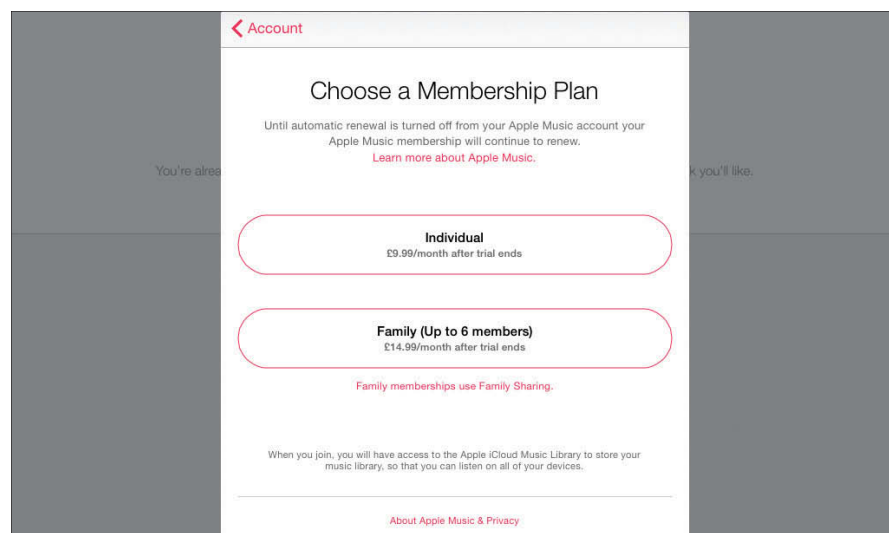 Account
Choose a Membership Plan
Until automatic renewal is turned off from your Apple Music account your
Apple Music membership will continue to renew.
Learn more about Apple Music.
You're alrea
k you'll like.
Individual
£9.99/month after trial ends
Family (Up to 6 members)
£14.99/month after trial ends
Family memberships use Family Sharing.
When you join, you will have access to the Apple iCloud Music Library to store your
music library, so that you can listen on all of your devices.
About Apple Music & Privacy